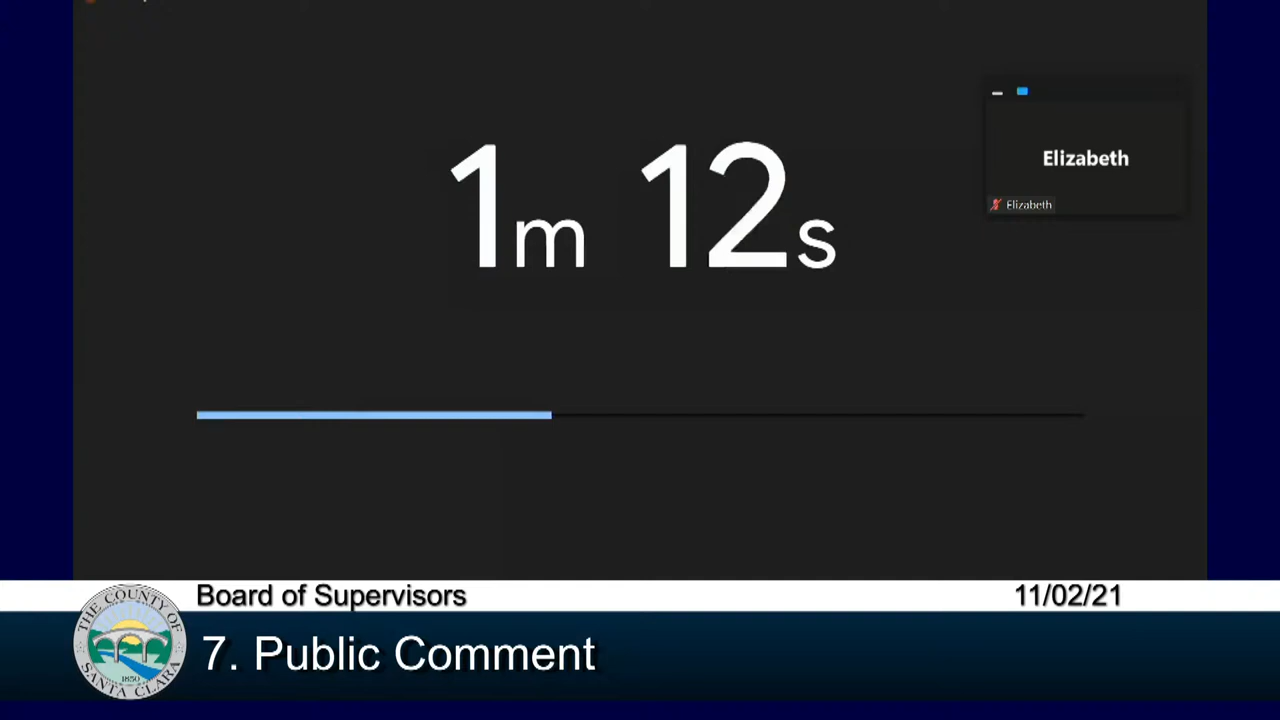 1m 12s
Elizabeth
Elizabeth
Board of Supervisors
11/02/21
7. Public Comment
THE COUNTY OF
SANTA CLARA
1850